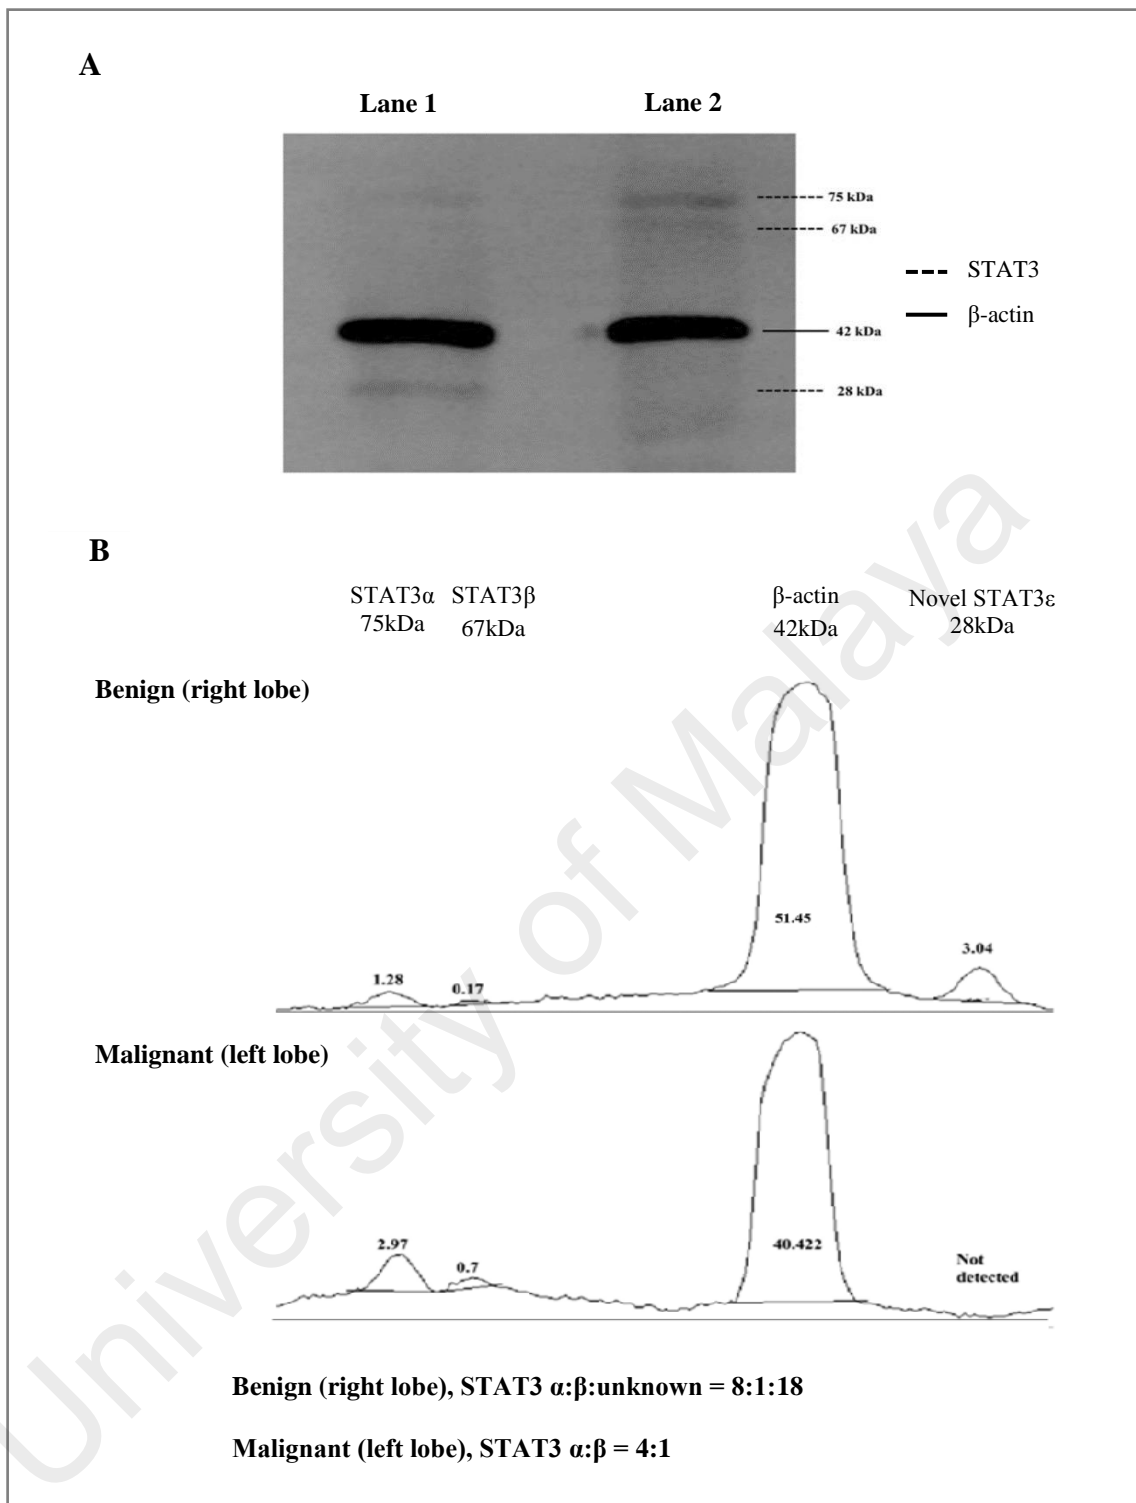 A
Lane 1 Lane 2
75 kDa
67 kDa
STAT3
β-actin
42 kDa
28 kDa
B
STAT3α STAT3β β-actin Novel STAT3ε
75kDa 67kDa 42kDa 28kDa
Benign (right lobe)
51.45
3.04
1.28
0.17
Malignant (left lobe)
2.97
0.7
40.422
Not
detected
Benign (right lobe), STAT3 α:β:unknown = 8:1:18
Malignant (left lobe), STAT3 α:β = 4:1
University of Malaya